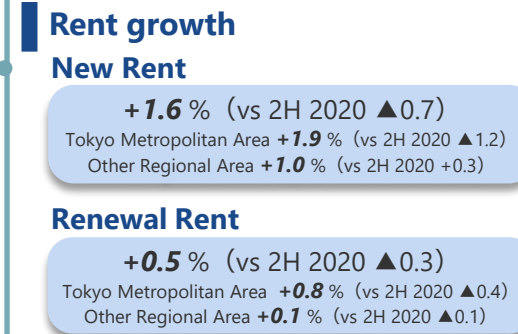 Rent growth
New Rent
+1.6 %（vs 2H 2020 ▲0.7）
Tokyo Metropolitan Area +1.9 %（vs 2H 2020 ▲1.2）
Other Regional Area +1.0 %（vs 2H 2020 +0.3）
Renewal Rent
+0.5 %（vs 2H 2020 ▲0.3）
Tokyo Metropolitan Area +0.8 %（vs 2H 2020 ▲0.4）
Other Regional Area +0.1 %（vs 2H 2020 ▲0.1）